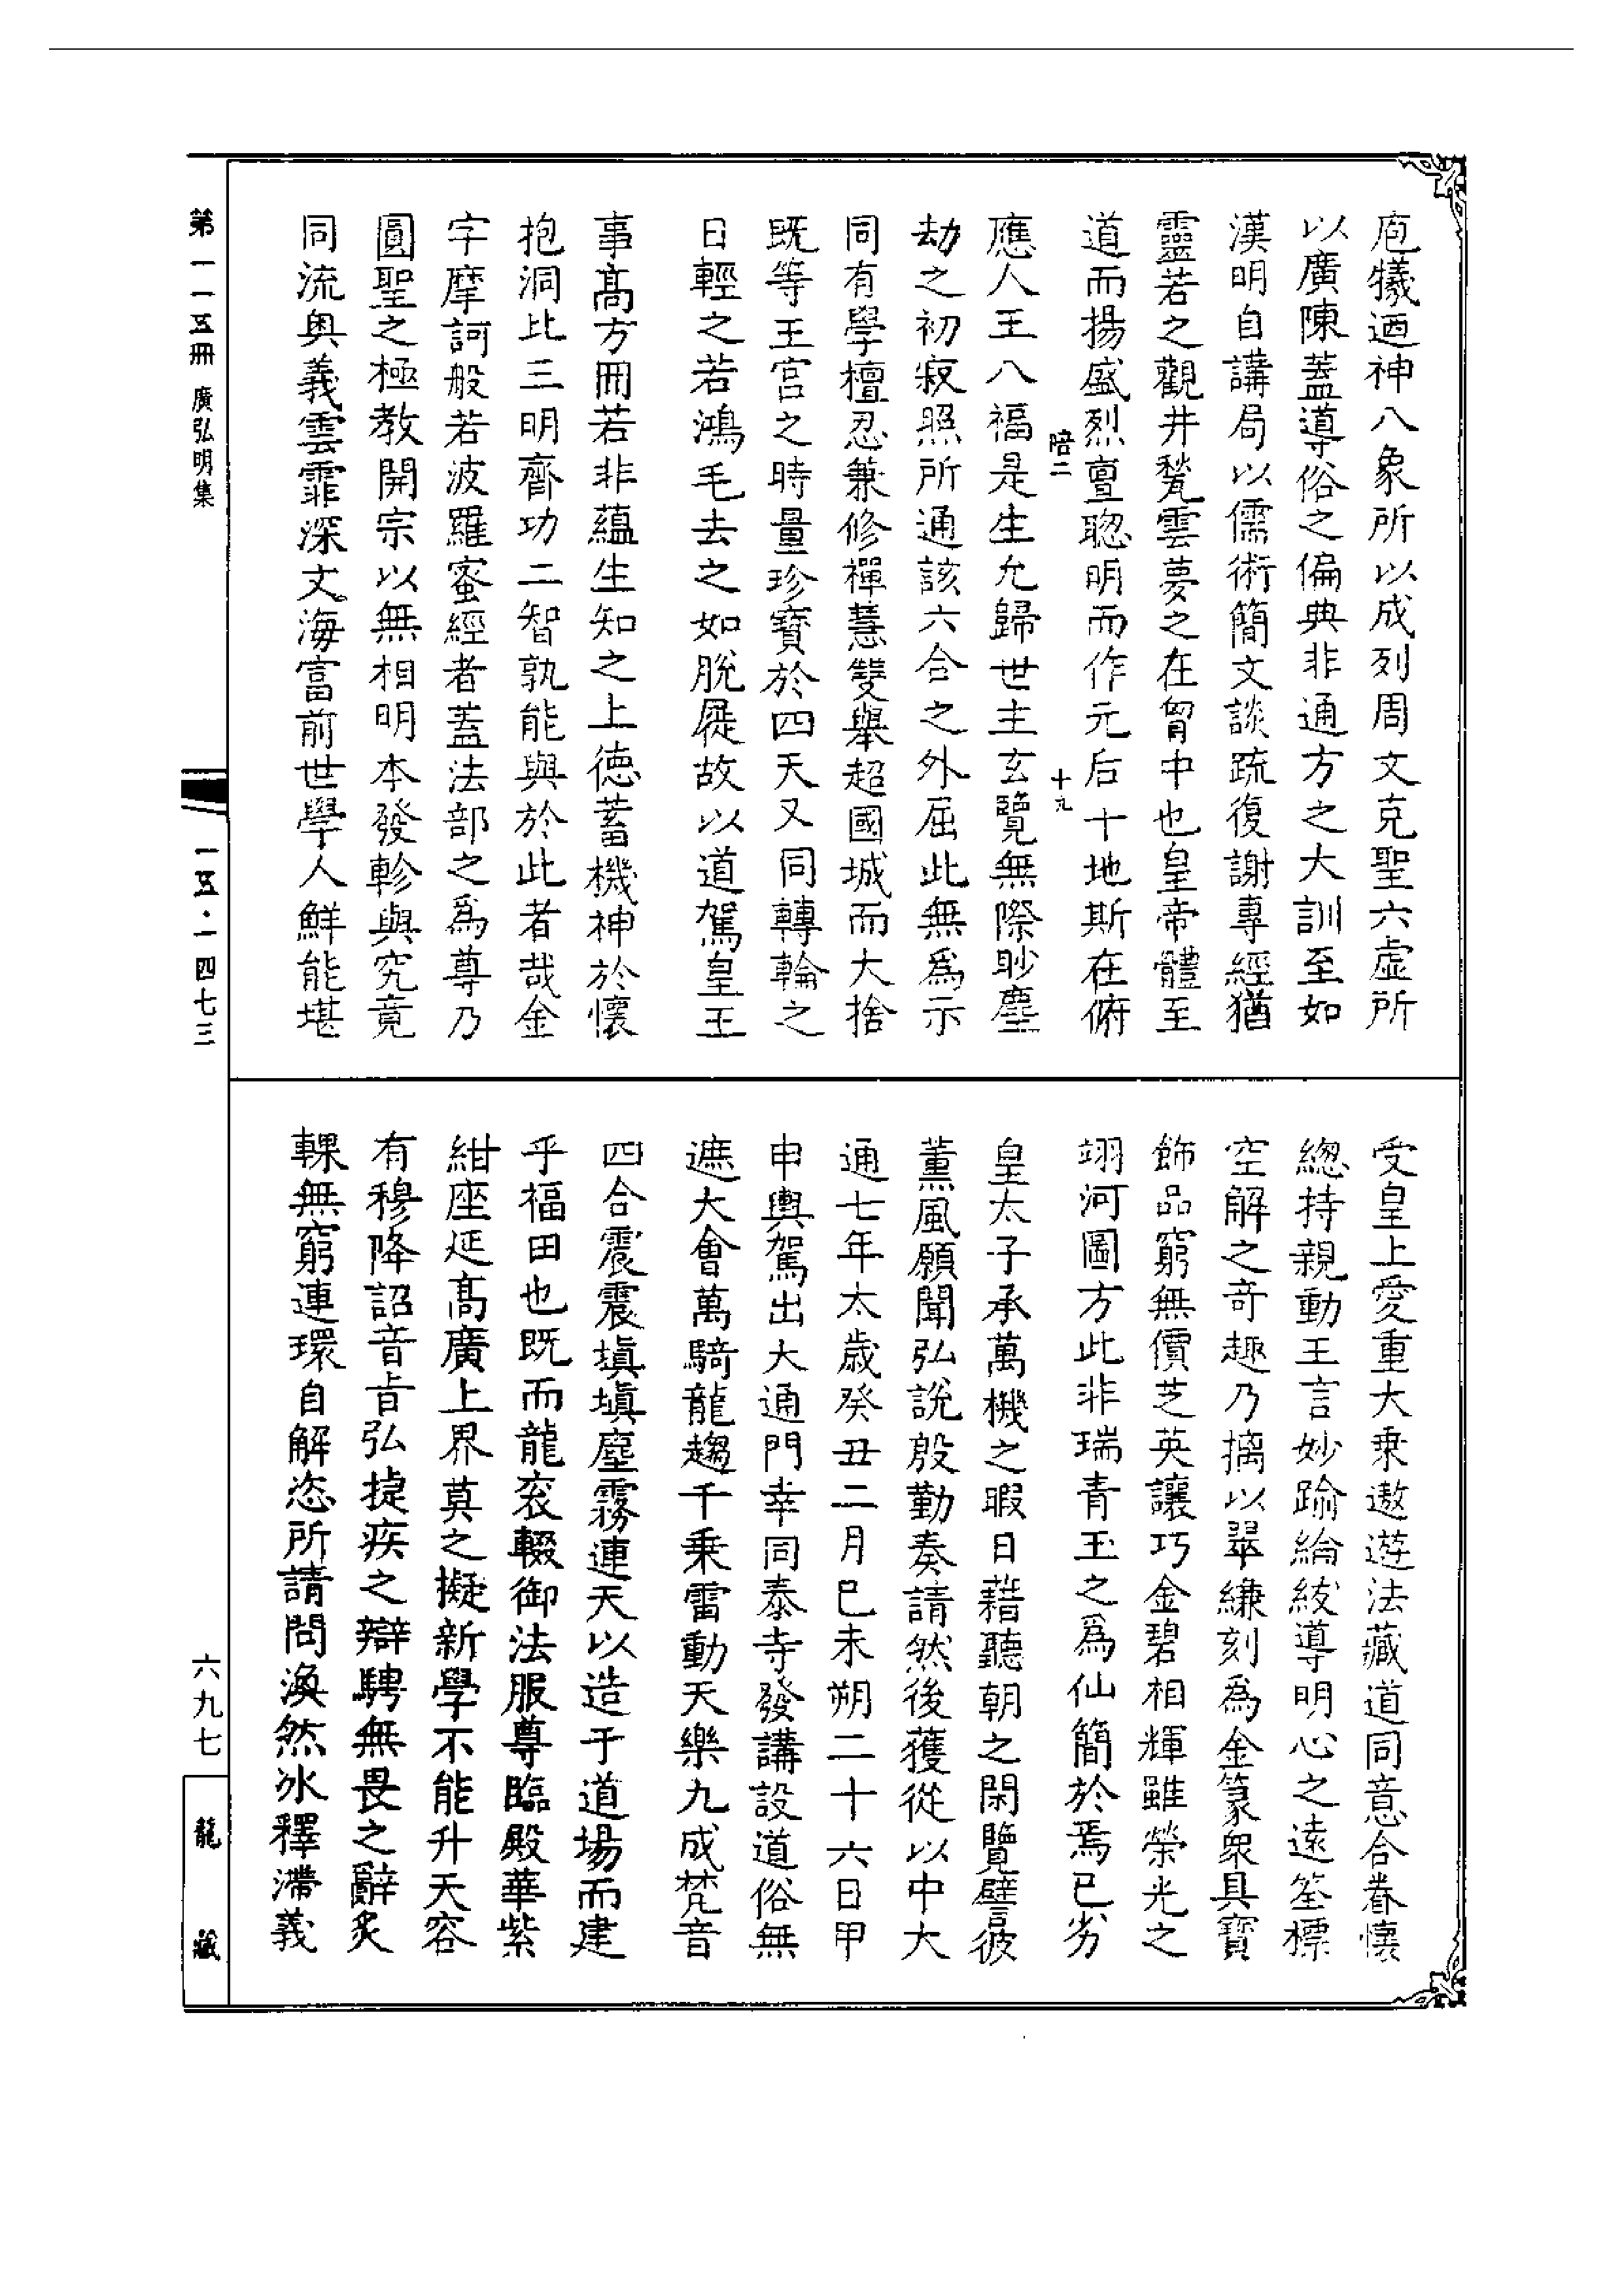 庖犧迺神八象所以成列周文克聖六虛所
以廣陳蓋導俗之偏典非通方之大訓至如
漢明自講局以儒術簡文談疏復謝專經猶
靈若之觀井甃雲夢之在胷中也皇帝體至
道而揚盛烈亶聰明而作元后十地斯在俯
陪二 十九
應人王八福是生允歸世主玄覽無際眇塵
劫之初寂照所通該六合之外屈此無為示
同有學檀忍兼修禪慧雙舉超國城而大捨
既等王宮之時量珍寶於四天又同轉輪之
日輕之若鴻毛去之如脫屣故以道駕皇王
事髙方冊若非蘊生知之上德蓄機神於懷
抱洞比三明齊功二智孰能與於此者哉金
字摩訶般若波羅蜜經者蓋法部之爲尊乃
圓聖之極教開宗以無相明本發軫與究竟
同流奥義雲霏深文海富前世學人鮮能堪
受皇上愛重大乗遨遊法藏道同意合眷懷
總持親動王言妙踰綸紱導明心之遠筌標
空解之奇趣乃摛以翠縑刻爲金篆衆具寶
飾品窮無價芝英讓巧金碧相輝雖榮光之
翊河圖方此非瑞青玉之爲仙簡於焉已劣
皇太子承萬機之暇日藉聽朝之閑覽譬彼
薰風願聞弘說殷勤奏請然後獲從以中大
通七年太歲癸丑二月己未朔二十六日甲
申輿駕出大通門幸同泰寺發講設道俗無
遮大會萬騎龍趨千乗雷動天樂九成梵音
四合震震塡塡塵霧連天以造于道場而建
乎福田也既而龍衮輟御法服尊臨殿華紫
紺座延髙廣上界莫之擬新學不能升天容
有穆降詔音㫖弘捷疾之辯騁無畏之辭炙
輠無窮連環自解恣所請問渙然冰釋滯義
第一一五冊 廣弘明集
一五·一四七三
六九七
龍藏